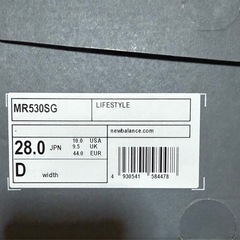 MR530SG
LIFESTYLE
newbalance.com
28.0 JPN
10.0 USA
9.5 UK
44.0 EUR
D width
4 930541 584478